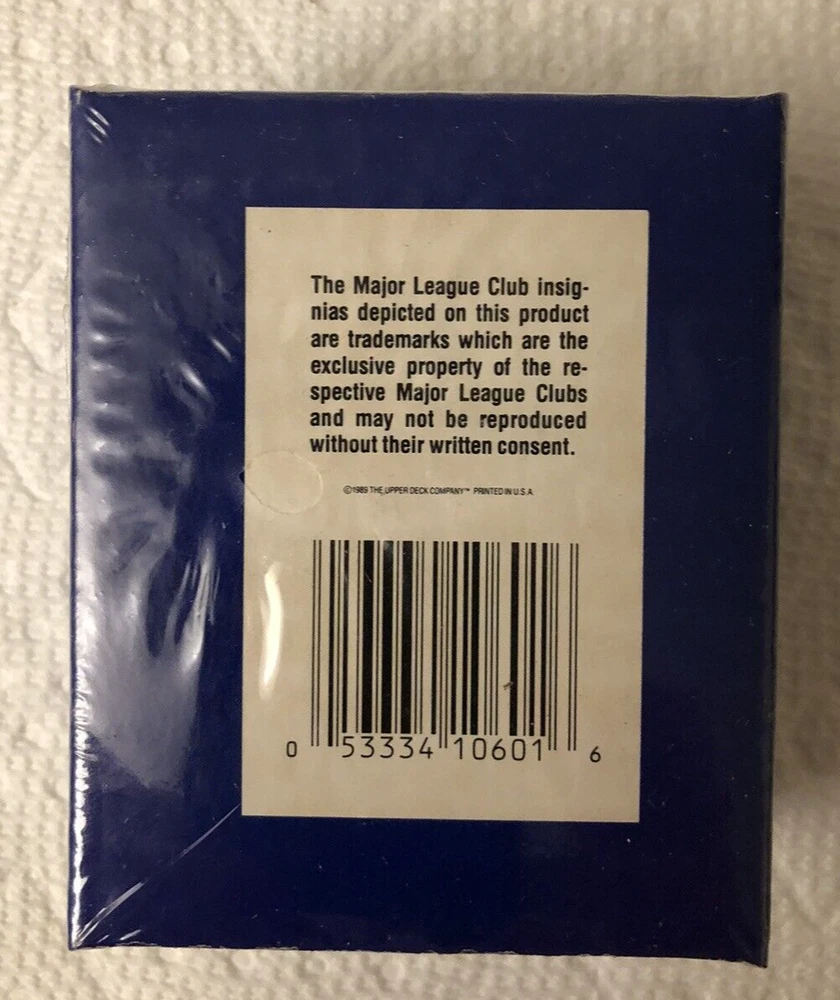 The Major League Club insig-
nias depicted on this product
are trademarks which are the
exclusive property of the re-
spective Major League Clubs
and may not be reproduced
without their written consent.
©1989 THE UPPER DECK COMPANY™ PRINTED IN U.S.A.
0 53334 10601 6